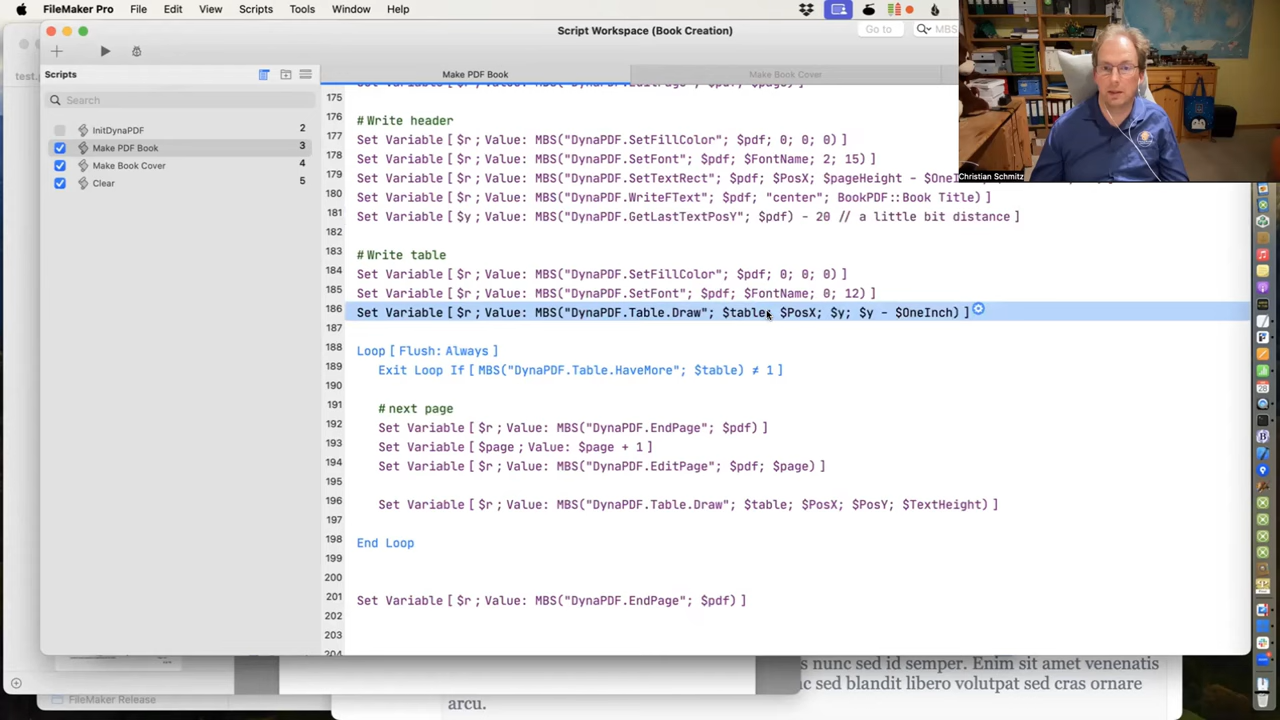 FileMaker Pro File Edit View Scripts Tools Window Help
Script Workspace (Book Creation)
Go to
MBS
test.p
Scripts
Make PDF Book
Make Book Cover
Search
InitDynaPDF 2
Make PDF Book 3
Make Book Cover 4
Clear 5
175
176 # Write header
177 Set Variable [ $r ; Value: MBS("DynaPDF.SetFillColor"; $pdf; 0; 0; 0) ]
178 Set Variable [ $r ; Value: MBS("DynaPDF.SetFont"; $pdf; $FontName; 2; 15) ]
179 Set Variable [ $r ; Value: MBS("DynaPDF.SetTextRect"; $pdf; $PosX; $pageHeight - $OneI
180 Set Variable [ $r ; Value: MBS("DynaPDF.WriteFText"; $pdf; "center"; BookPDF::Book Title) ]
181 Set Variable [ $y ; Value: MBS("DynaPDF.GetLastTextPosY"; $pdf) - 20 // a little bit distance ]
182
183 # Write table
184 Set Variable [ $r ; Value: MBS("DynaPDF.SetFillColor"; $pdf; 0; 0; 0) ]
185 Set Variable [ $r ; Value: MBS("DynaPDF.SetFont"; $pdf; $FontName; 0; 12) ]
186 Set Variable [ $r ; Value: MBS("DynaPDF.Table.Draw"; $table; $PosX; $y; $y - $OneInch) ]
187
188 Loop [ Flush: Always ]
189 Exit Loop If [ MBS("DynaPDF.Table.HaveMore"; $table) ≠ 1 ]
190
191 # next page
192 Set Variable [ $r ; Value: MBS("DynaPDF.EndPage"; $pdf) ]
193 Set Variable [ $page ; Value: $page + 1 ]
194 Set Variable [ $r ; Value: MBS("DynaPDF.EditPage"; $pdf; $page) ]
195
196 Set Variable [ $r ; Value: MBS("DynaPDF.Table.Draw"; $table; $PosX; $PosY; $TextHeight) ]
197
198 End Loop
199
200
201 Set Variable [ $r ; Value: MBS("DynaPDF.EndPage"; $pdf) ]
202
203
204
Christian Schmitz
FileMaker Release
s nunc sed id semper. Enim sit amet venenatis
nc sed blandit libero volutpat sed cras ornare
arcu.